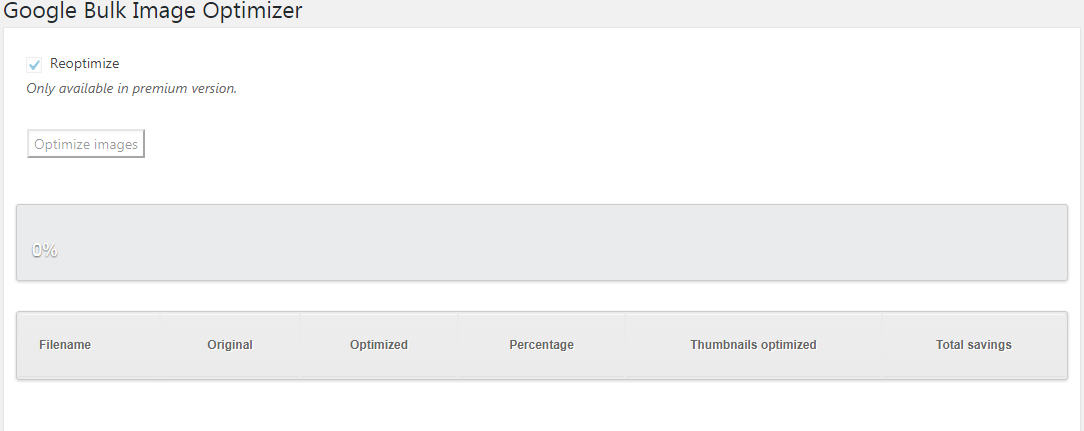 Google Bulk Image Optimizer
Reoptimize
Only available in premium version.
Optimize images
0%
Filename Original Optimized Percentage Thumbnails optimized Total savings